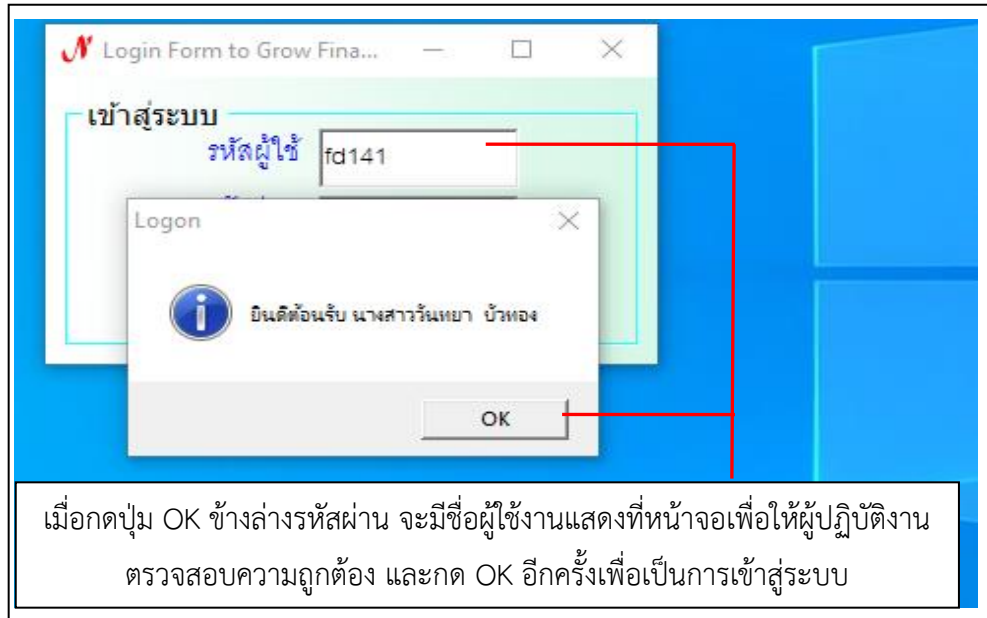 Login Form to Grow Fina...
เข้าสู่ระบบ
รหัสผู้ใช้ fd141
Logon
ยินดีต้อนรับ นางสาววันทยา บัวทอง
OK
เมื่อกดปุ่ม OK ข้างล่างรหัสผ่าน จะมีชื่อผู้ใช้งานแสดงที่หน้าจอเพื่อให้ผู้ปฏิบัติงาน
ตรวจสอบความถูกต้อง และกด OK อีกครั้งเพื่อเป็นการเข้าสู่ระบบ